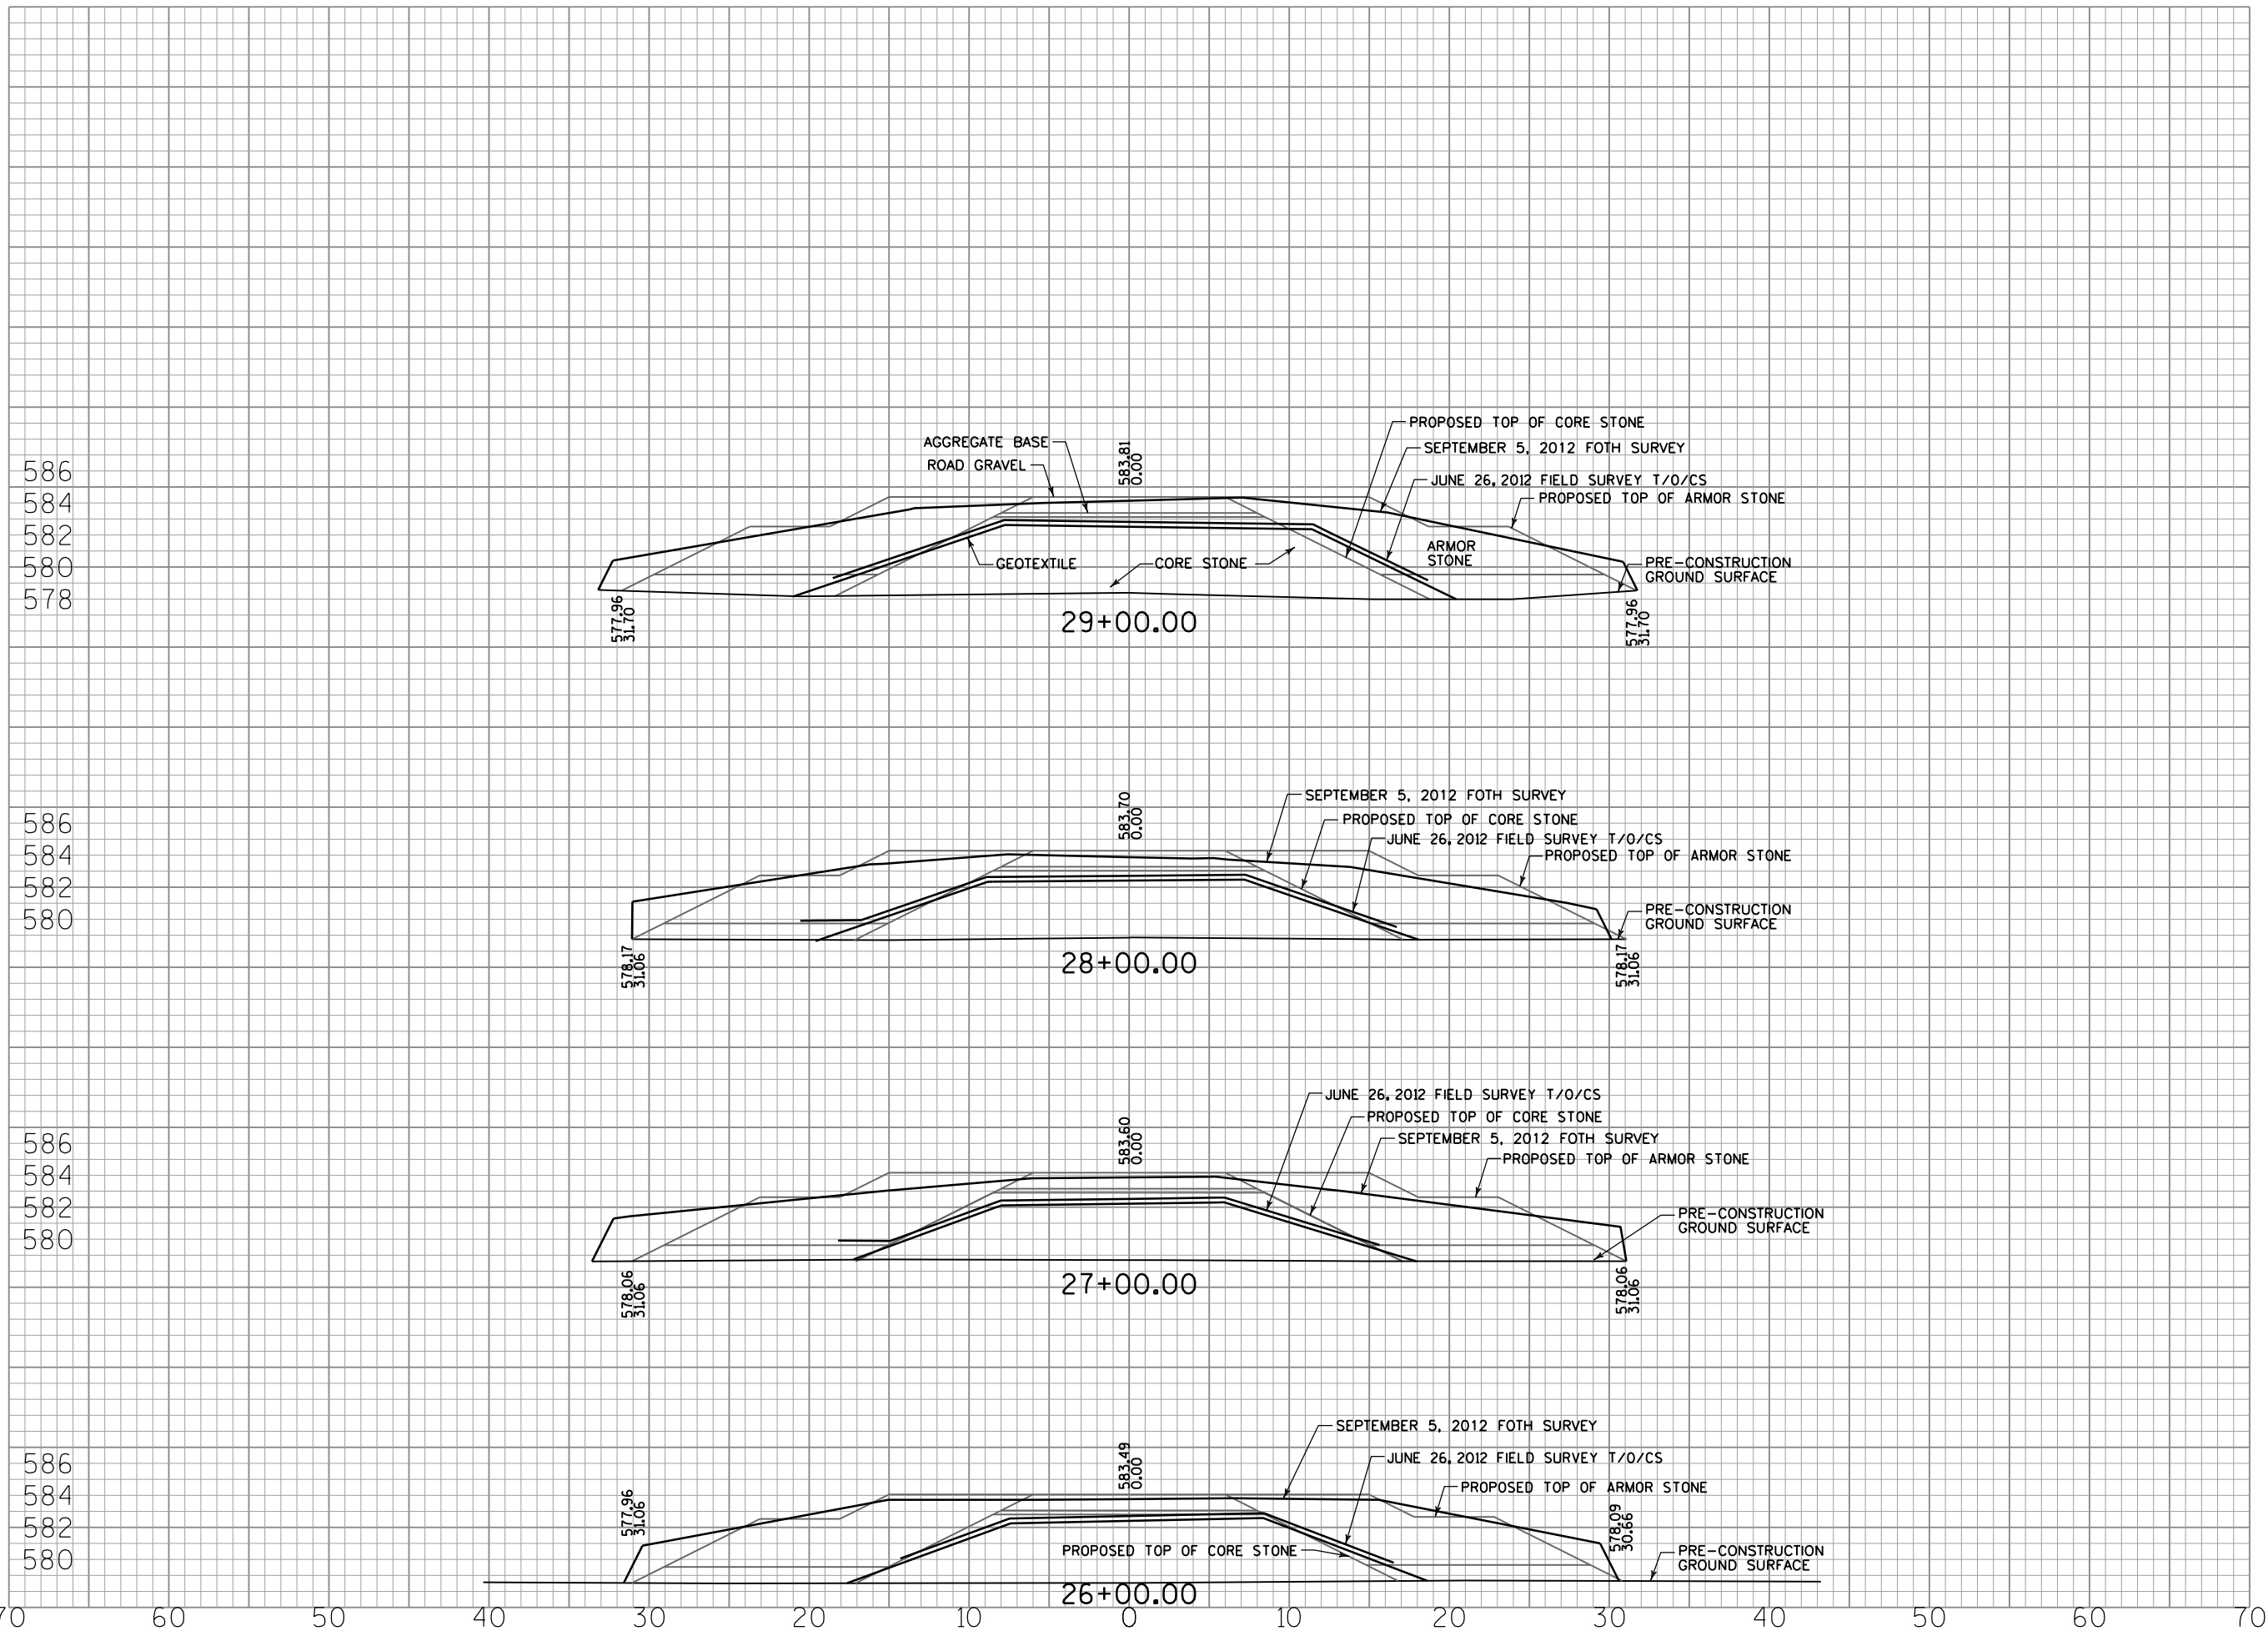 PROPOSED TOP OF CORE STONE
AGGREGATE BASE
583.81
0.00
SEPTEMBER 5, 2012 FOTH SURVEY
ROAD GRAVEL
586
JUNE 26, 2012 FIELD SURVEY T/O/CS
PROPOSED TOP OF ARMOR STONE
584
582
ARMOR
STONE
580
GEOTEXTILE
CORE STONE
PRE-CONSTRUCTION
GROUND SURFACE
578
577.96
31.70
29+00.00
577.96
31.70
583.70
0.00
SEPTEMBER 5, 2012 FOTH SURVEY
586
PROPOSED TOP OF CORE STONE
JUNE 26, 2012 FIELD SURVEY T/O/CS
584
PROPOSED TOP OF ARMOR STONE
582
580
PRE-CONSTRUCTION
GROUND SURFACE
578.17
31.06
28+00.00
578.17
31.06
JUNE 26, 2012 FIELD SURVEY T/O/CS
583.60
0.00
PROPOSED TOP OF CORE STONE
586
SEPTEMBER 5, 2012 FOTH SURVEY
PROPOSED TOP OF ARMOR STONE
584
582
580
PRE-CONSTRUCTION
GROUND SURFACE
578.06
31.06
27+00.00
578.06
31.06
SEPTEMBER 5, 2012 FOTH SURVEY
583.49
0.00
586
JUNE 26, 2012 FIELD SURVEY T/O/CS
PROPOSED TOP OF ARMOR STONE
584
577.96
31.06
578.09
30.66
582
580
PROPOSED TOP OF CORE STONE
PRE-CONSTRUCTION
GROUND SURFACE
26+00.00
70 60 50 40 30 20 10 0 10 20 30 40 50 60 70